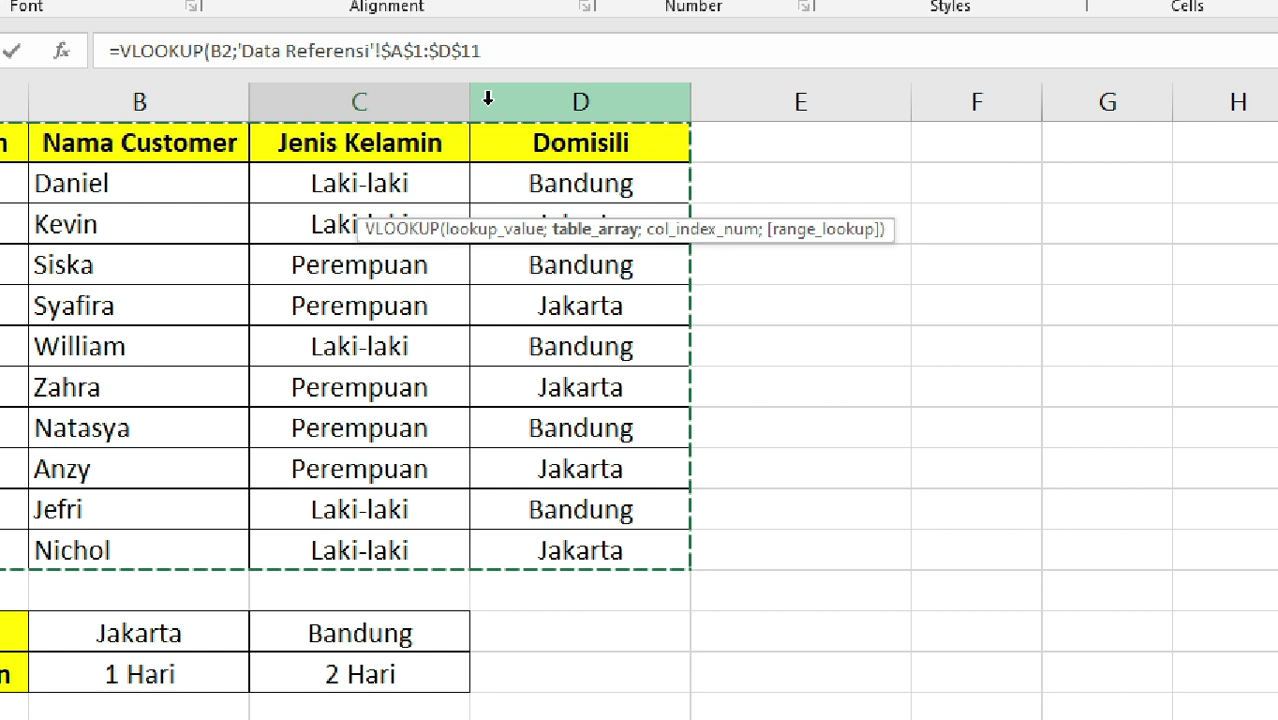 Font Alignment Number Styles Cells
fx =VLOOKUP(B2;'Data Referensi'!$A$1:$D$11
B C D E F G H
n Nama Customer Jenis Kelamin Domisili
Daniel Laki-laki Bandung
Kevin Laki
VLOOKUP(lookup_value; table_array; col_index_num; [range_lookup])
Siska Perempuan Bandung
Syafira Perempuan Jakarta
William Laki-laki Bandung
Zahra Perempuan Jakarta
Natasya Perempuan Bandung
Anzy Perempuan Jakarta
Jefri Laki-laki Bandung
Nichol Laki-laki Jakarta
Jakarta Bandung
n 1 Hari 2 Hari